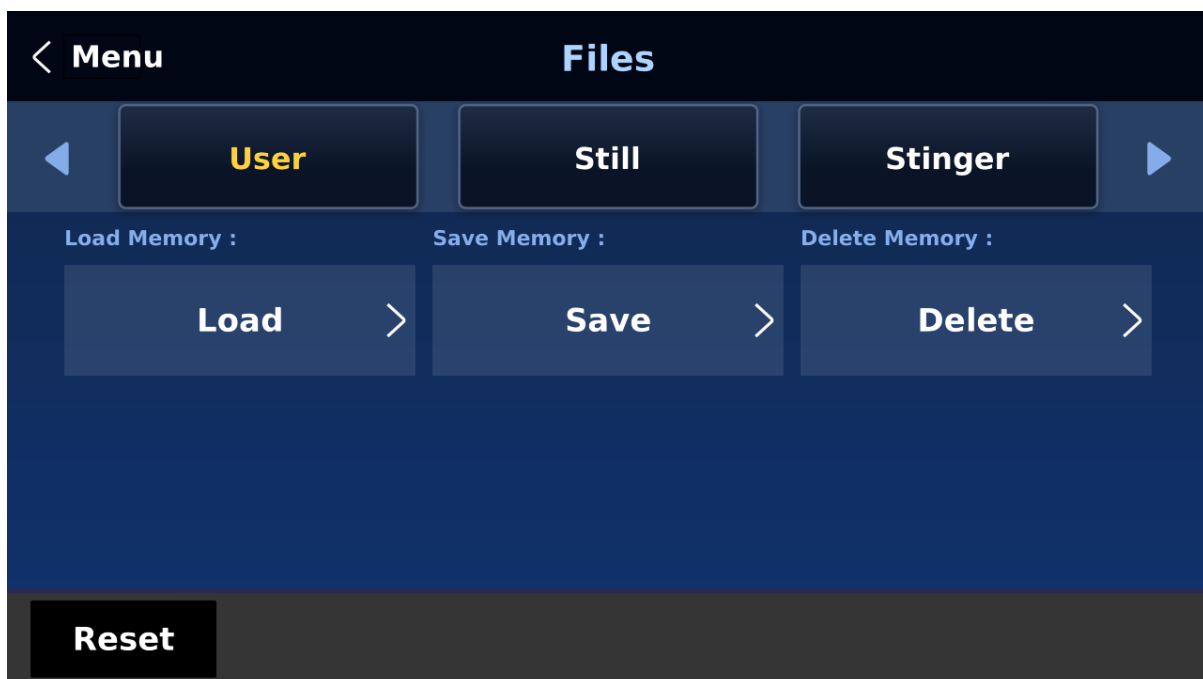 Menu
Files
User
Still
Stinger
Load Memory :
Save Memory :
Delete Memory :
Load
Save
Delete
Reset